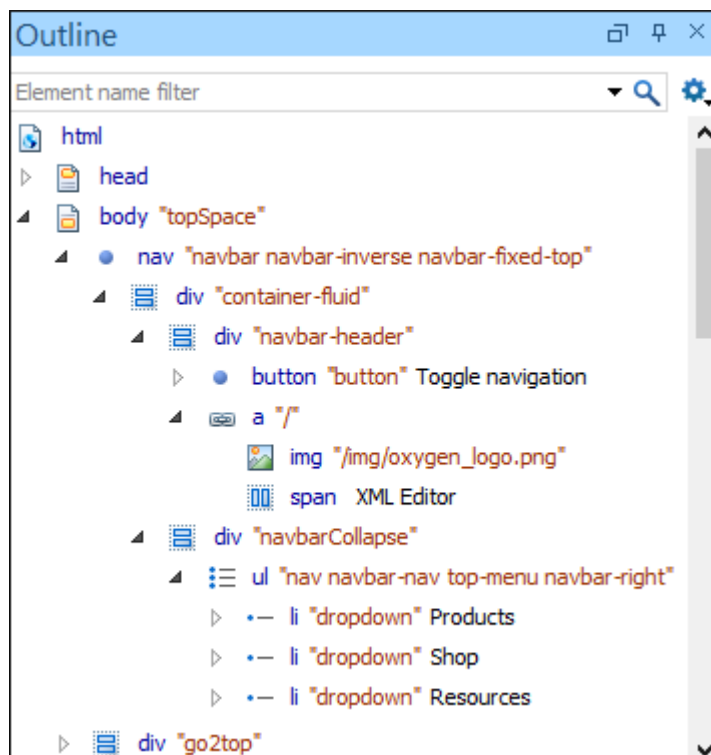 Outline
Element name filter
html
head
body "topSpace"
nav "navbar navbar-inverse navbar-fixed-top"
div "container-fluid"
div "navbar-header"
button "button" Toggle navigation
a "/"
img "/img/oxygen_logo.png"
span XML Editor
div "navbarCollapse"
ul "nav navbar-nav top-menu navbar-right"
li "dropdown" Products
li "dropdown" Shop
li "dropdown" Resources
div "go2top"